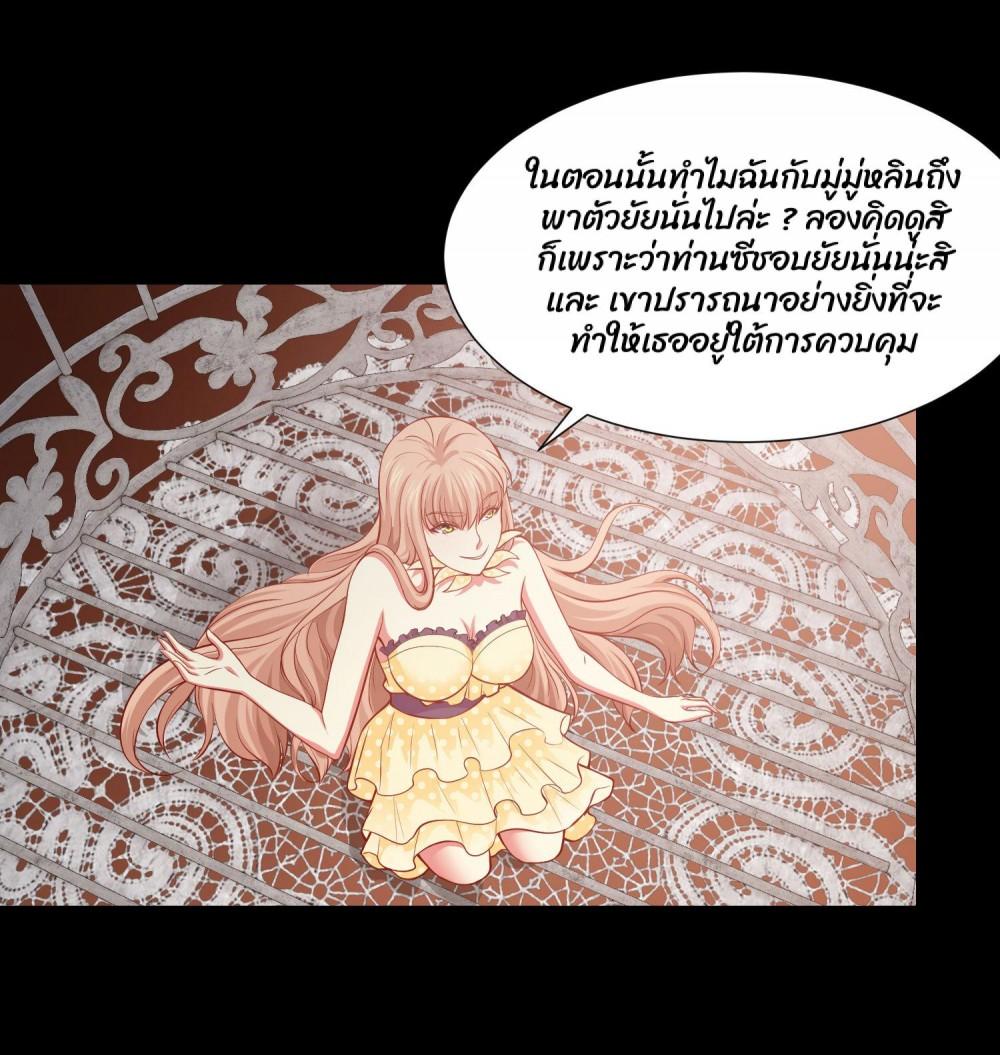 ในตอนนั้นทำไมฉันกับมู่มู่หลินถึง
พาตัวยัยนั่นไปล่ะ ? ลองคิดดูสิ
ก็เพราะว่าท่านซีชอบยัยนั่นน่ะสิ
และ เขาปรารถนาอย่างยิ่งที่จะ
ทำให้เธออยู่ใต้การควบคุม